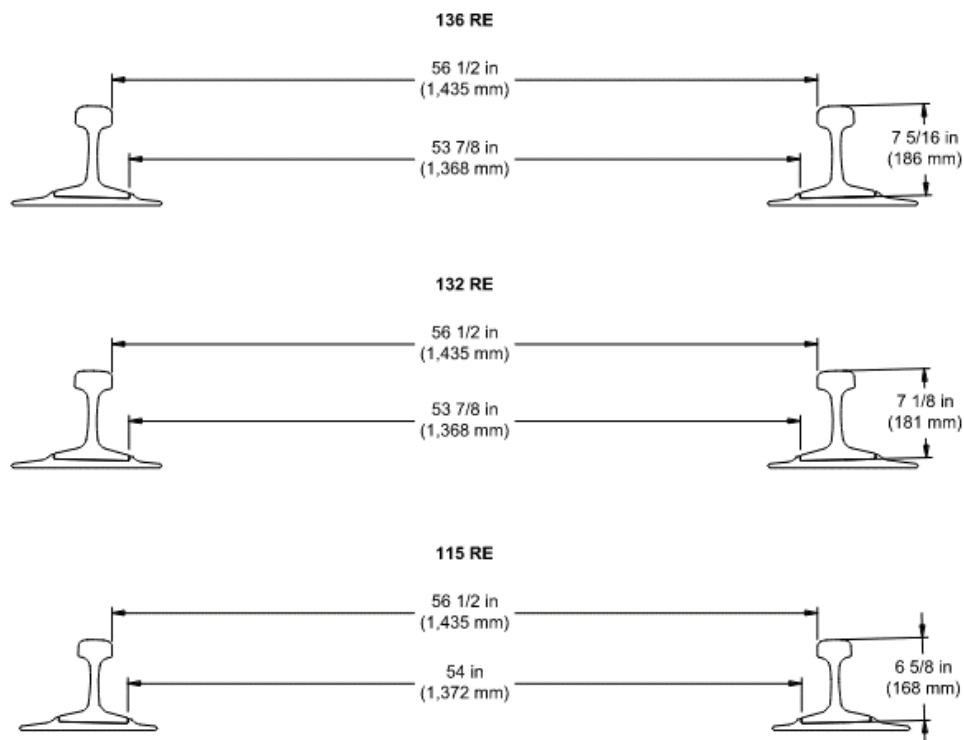 136 RE
56 1/2 in
(1,435 mm)
7 5/16 in
(186 mm)
53 7/8 in
(1,368 mm)
132 RE
56 1/2 in
(1,435 mm)
7 1/8 in
(181 mm)
53 7/8 in
(1,368 mm)
115 RE
56 1/2 in
(1,435 mm)
6 5/8 in
(168 mm)
54 in
(1,372 mm)